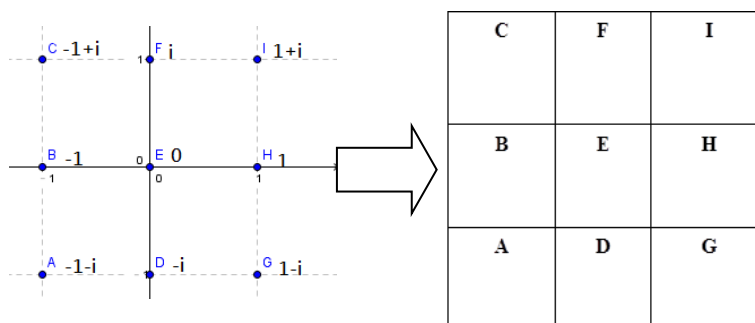 C -1+i F i I 1+i
1
B -1 E 0 H 1
0
-1 0 1
A -1-i D -i G 1-i
C F I
B E H
A D G